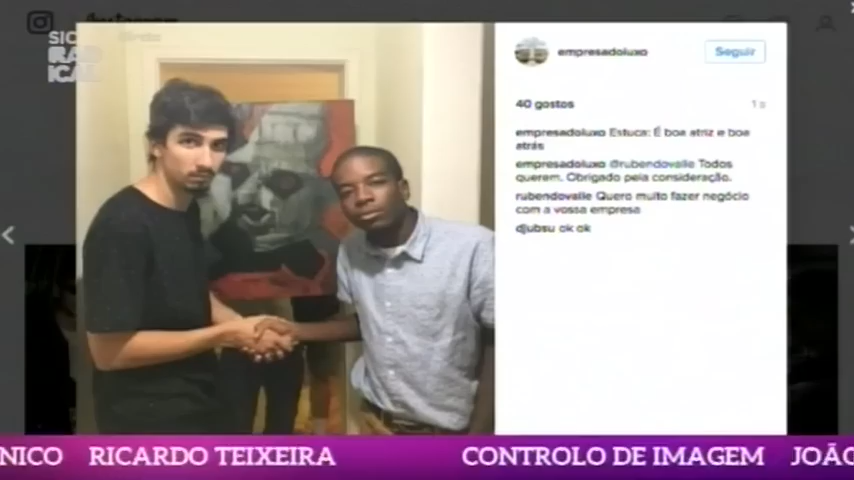 SIC
RAD
ICAL
Direto
empresadoluxo
Seguir
40 gostos
1 s
empresadoluxo Estuca: É boa atriz e boa
atrás
empresadoluxo @rubendovalle Todos
querem. Obrigado pela consideração.
rubendovalle Quero muito fazer negócio
com a vossa empresa
djubsu ok ok
NICO RICARDO TEIXEIRA CONTROLO DE IMAGEM JOÃO